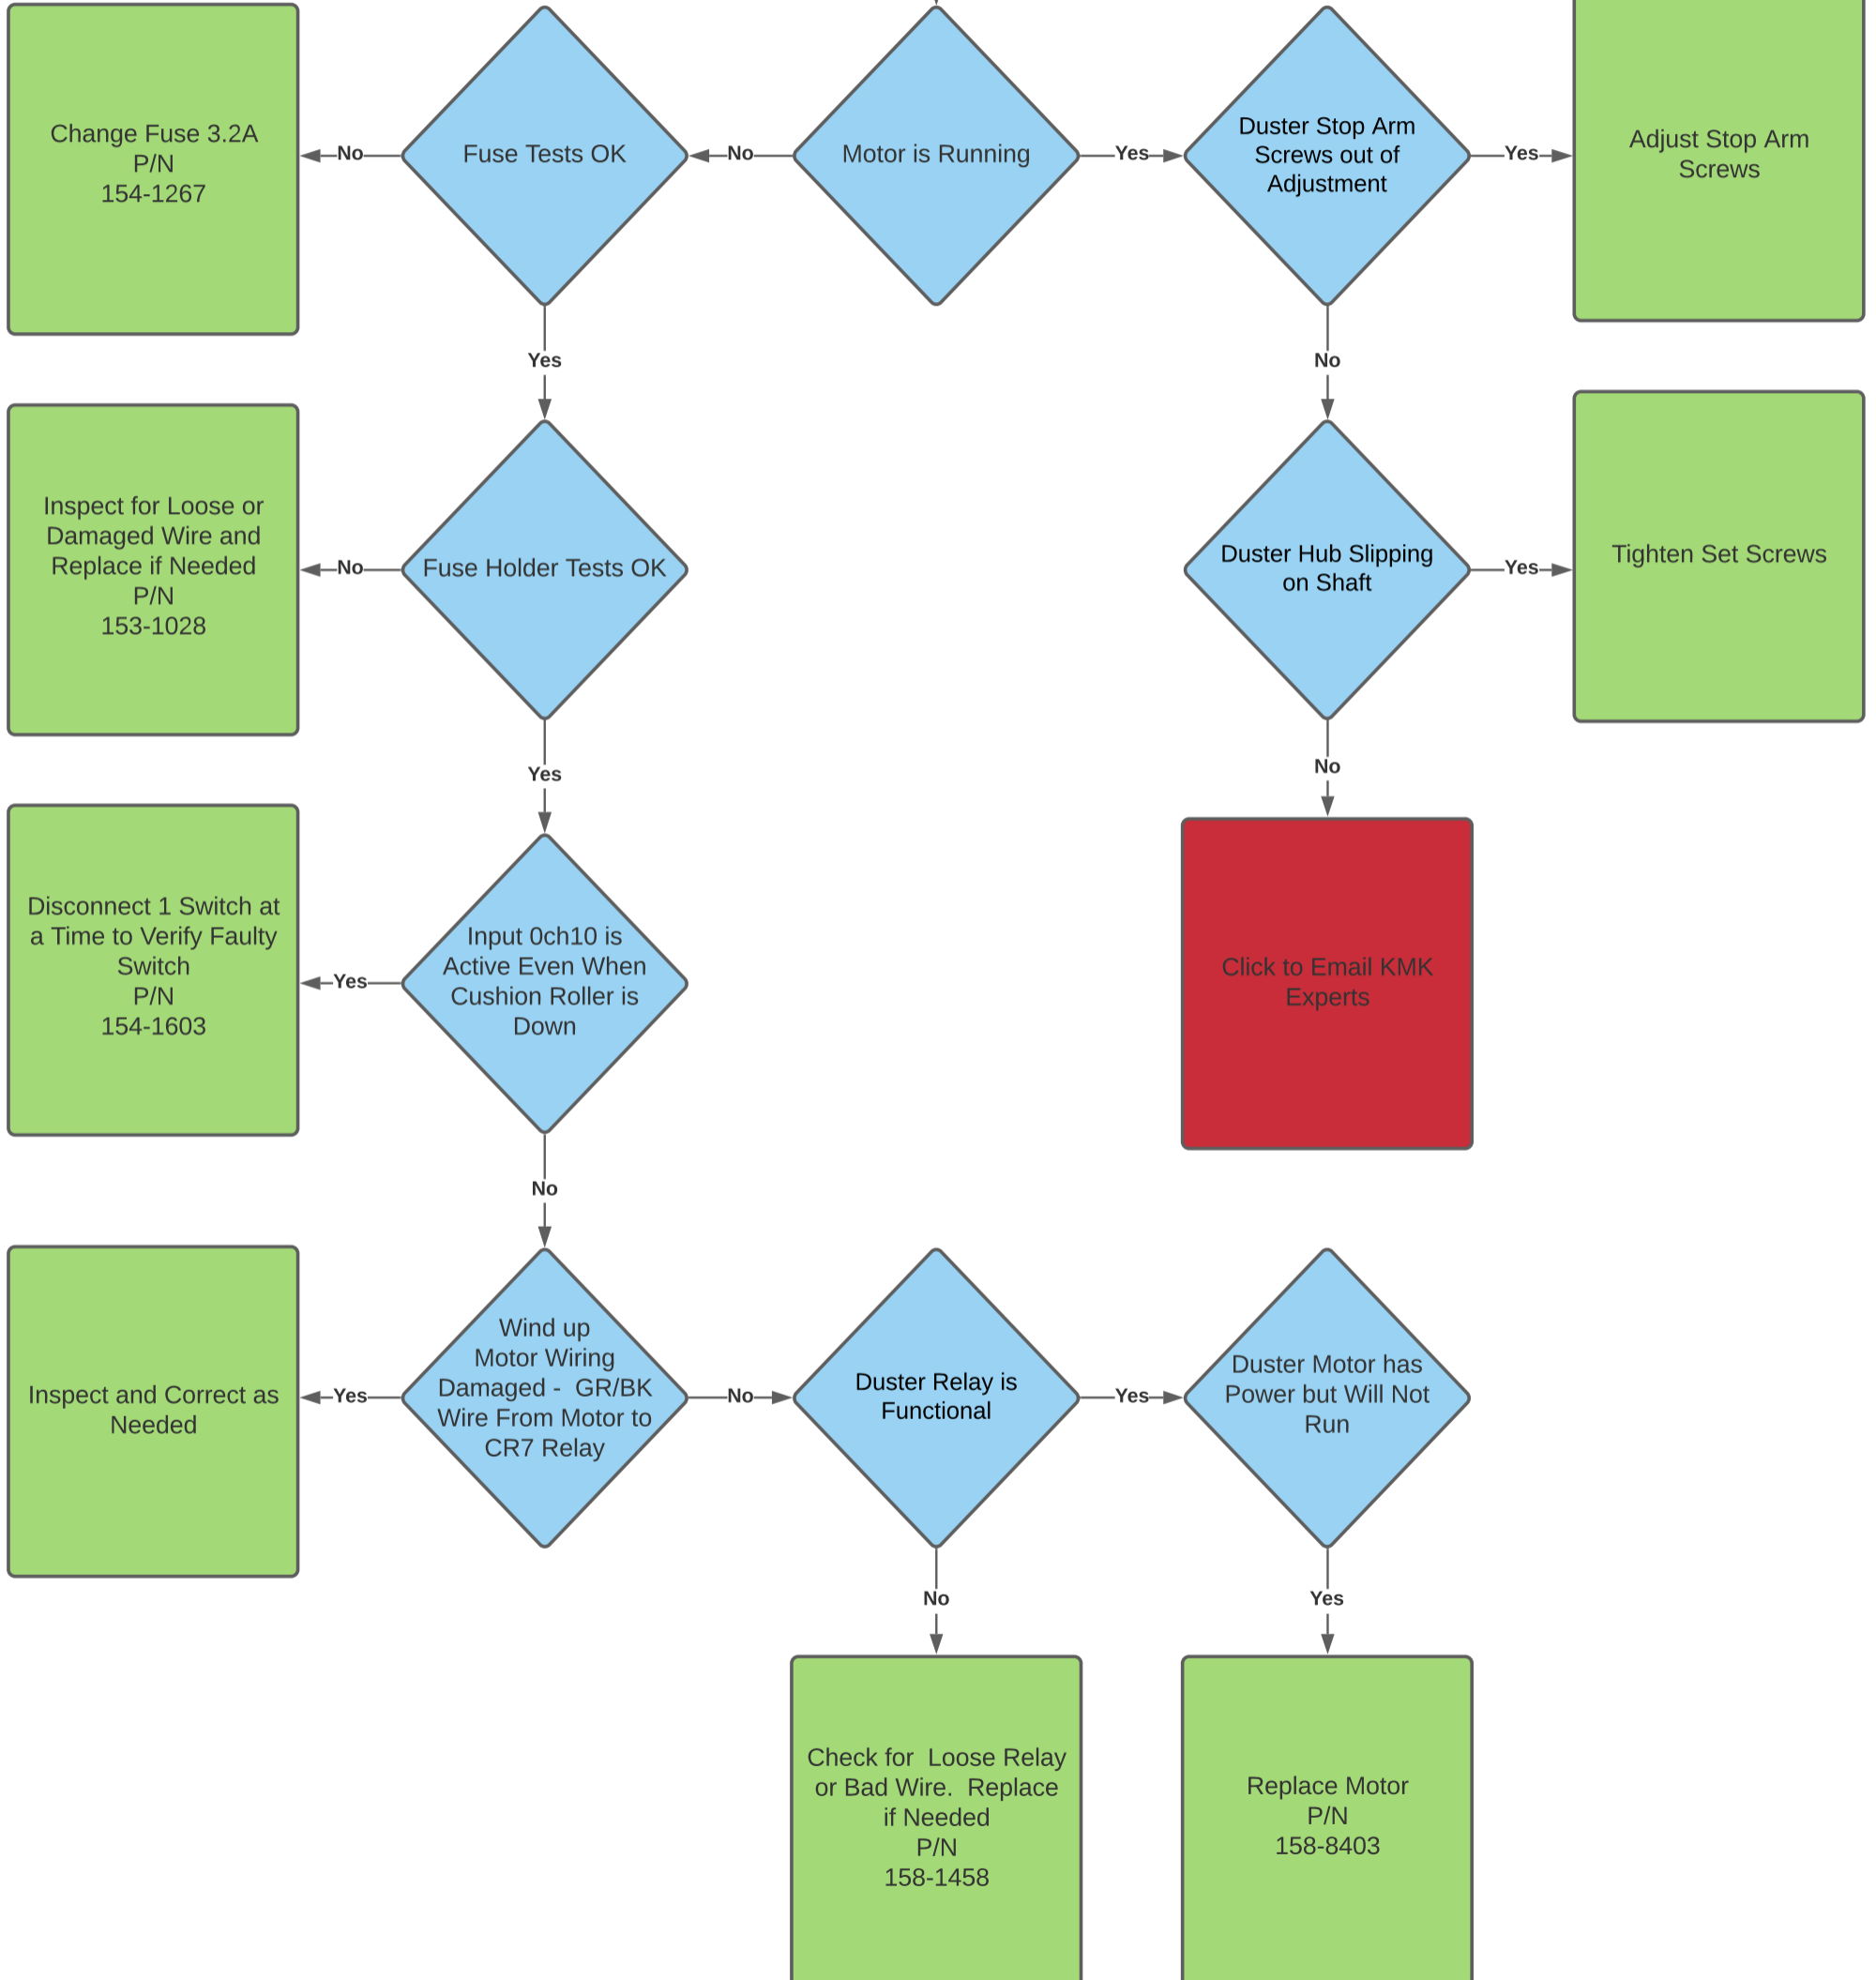 Change Fuse 3.2A
P/N
154-1267
No
Fuse Tests OK
No
Motor is Running
Yes
Duster Stop Arm
Screws out of
Adjustment
Yes
Adjust Stop Arm
Screws
Yes
No
Inspect for Loose or
Damaged Wire and
Replace if Needed
P/N
153-1028
No
Fuse Holder Tests OK
Duster Hub Slipping
on Shaft
Yes
Tighten Set Screws
Yes
No
Disconnect 1 Switch at
a Time to Verify Faulty
Switch
P/N
154-1603
Yes
Input 0ch10 is
Active Even When
Cushion Roller is
Down
Click to Email KMK
Experts
No
Inspect and Correct as
Needed
Yes
Wind up
Motor Wiring
Damaged - GR/BK
Wire From Motor to
CR7 Relay
No
Duster Relay is
Functional
Yes
Duster Motor has
Power but Will Not
Run
No
Yes
Check for Loose Relay
or Bad Wire. Replace
if Needed
P/N
158-1458
Replace Motor
P/N
158-8403